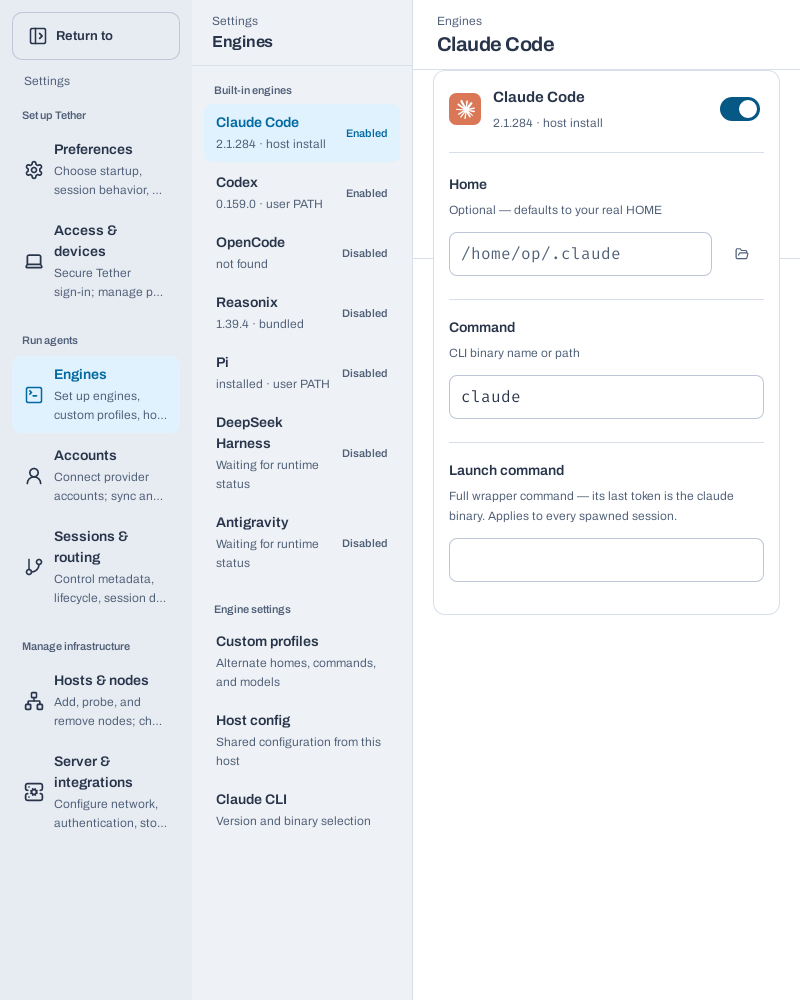 Return to
Settings
Set up Tether
Preferences
Choose startup,
session behavior, ...
Access &
devices
Secure Tether
sign-in; manage p...
Run agents
Engines
Set up engines,
custom profiles, ho...
Accounts
Connect provider
accounts; sync an...
Sessions &
routing
Control metadata,
lifecycle, session d...
Manage infrastructure
Hosts & nodes
Add, probe, and
remove nodes; ch...
Server &
integrations
Configure network,
authentication, sto...
Settings
Engines
Built-in engines
Claude Code
2.1.284 · host install
Enabled
Codex
0.159.0 · user PATH
Enabled
OpenCode
not found
Disabled
Reasonix
1.39.4 · bundled
Disabled
Pi
installed · user PATH
Disabled
DeepSeek
Harness
Waiting for runtime
status
Disabled
Antigravity
Waiting for runtime
status
Disabled
Engine settings
Custom profiles
Alternate homes, commands,
and models
Host config
Shared configuration from this
host
Claude CLI
Version and binary selection
Engines
Claude Code
Claude Code
2.1.284 · host install
Home
Optional — defaults to your real HOME
/home/op/.claude
Command
CLI binary name or path
claude
Launch command
Full wrapper command — its last token is the claude
binary. Applies to every spawned session.